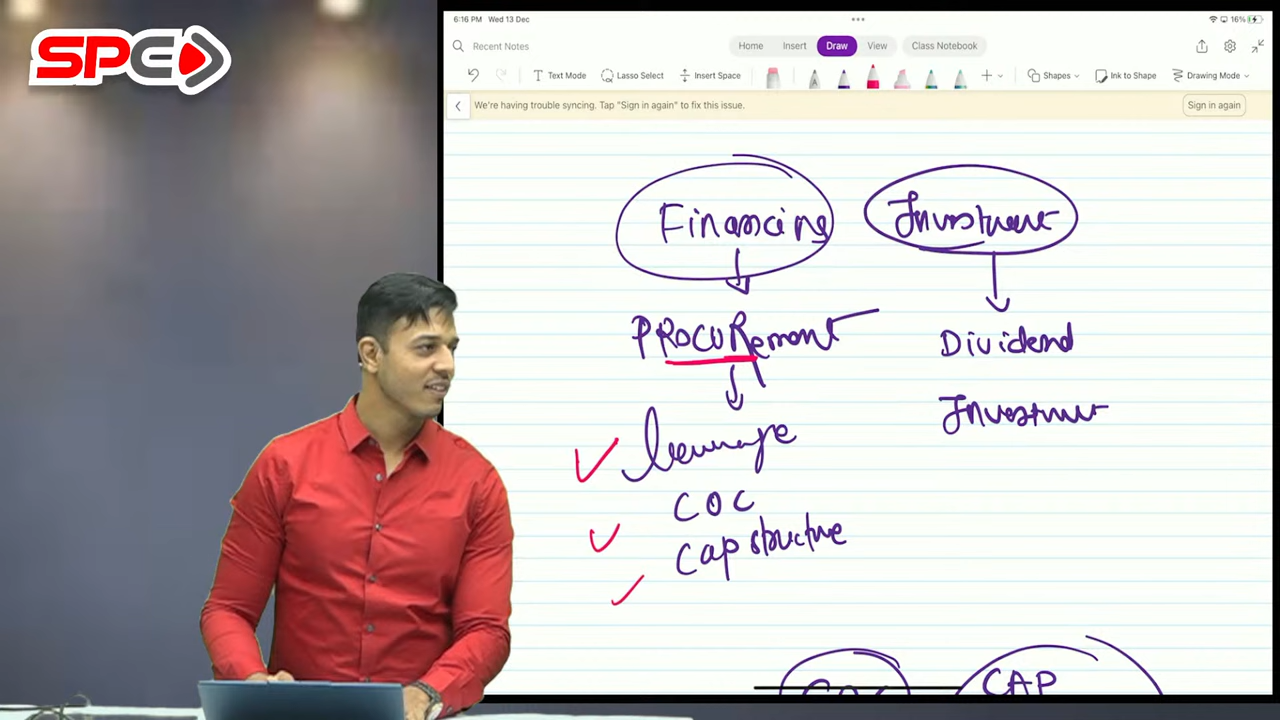 SPED
6:16 PM Wed 13 Dec
16%
Recent Notes
Home Insert Draw View Class Notebook
Text Mode Lasso Select Insert Space Shapes Ink to Shape Drawing Mode
We're having trouble syncing. Tap "Sign in again" to fix this issue.
Sign in again
Financing Investment
PROCURement Dividend
leverage Investment
COC
Cap structure
COC CAP